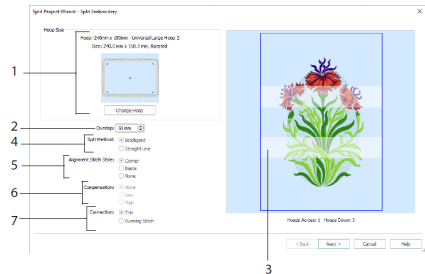 Split Project Wizard - Split Embroidery
Hoop Size
Hoop: 240mm x 150mm - Universal Large Hoop 2
Size: 240.0 mm x 150.0 mm, Rotated
1
Change Hoop
2
Overlap: 50 mm
4
Split Method: Intelligent
Straight Line
5
Alignment Stitch Style: Corner
Baste
None
6
Compensation: None
Low
High
7
Connection: Trim
Running Stitch
Hoops Across: 1 Hoops Down: 3
< Back Next > Cancel Help
3